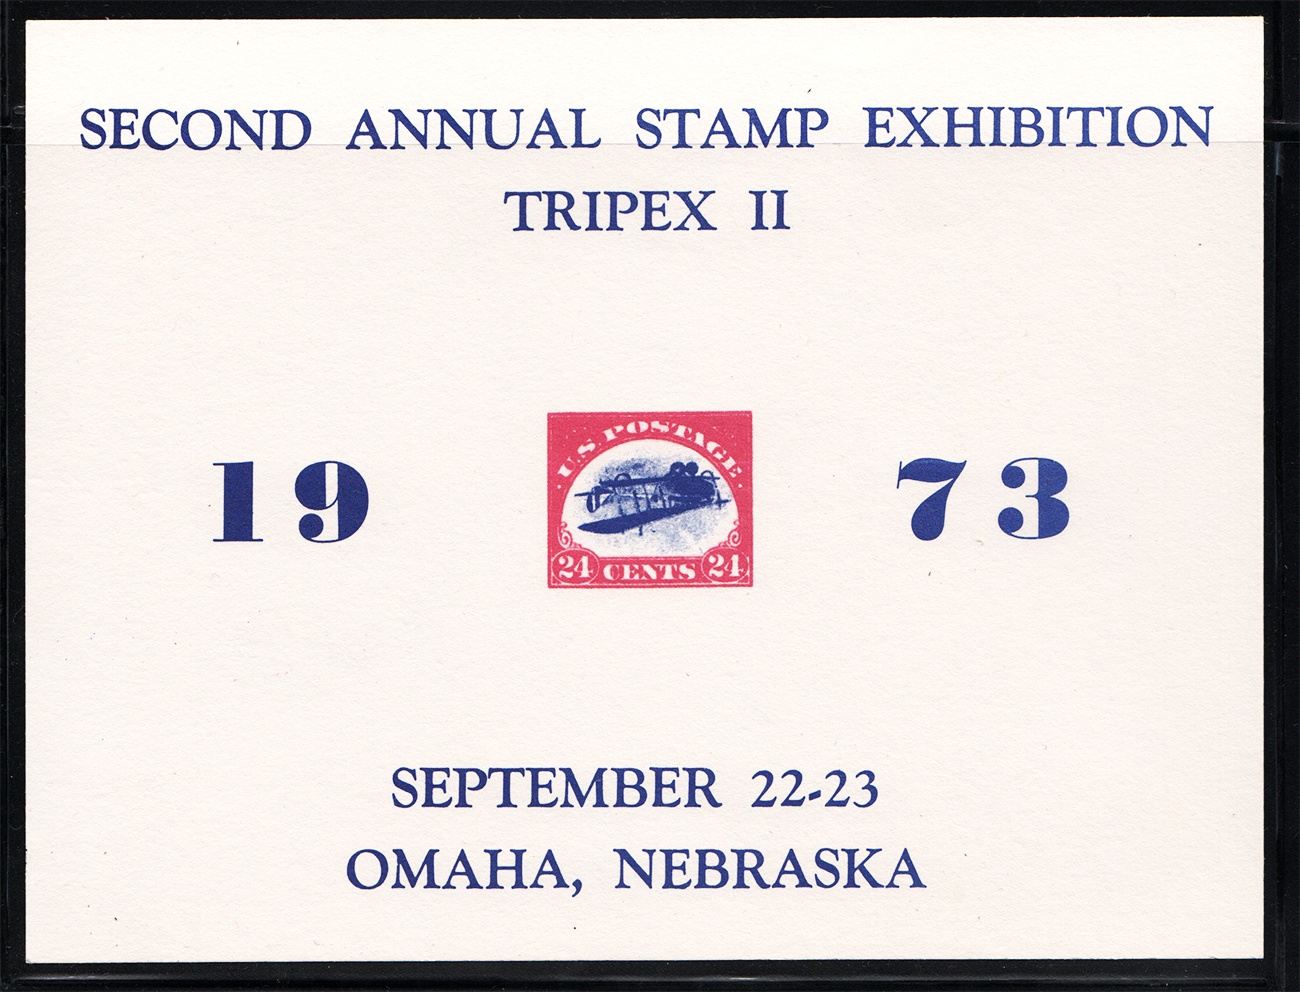 SECOND ANNUAL STAMP EXHIBITION
TRIPEX II
U.S. POSTAGE
19 73
24 CENTS 24
SEPTEMBER 22-23
OMAHA, NEBRASKA